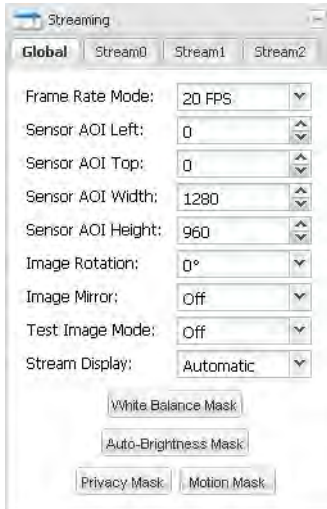 Streaming
Global Stream0 Stream1 Stream2
Frame Rate Mode: 20 FPS
Sensor AOI Left: 0
Sensor AOI Top: 0
Sensor AOI Width: 1280
Sensor AOI Height: 960
Image Rotation: 0°
Image Mirror: Off
Test Image Mode: Off
Stream Display: Automatic
White Balance Mask
Auto-Brightness Mask
Privacy Mask Motion Mask